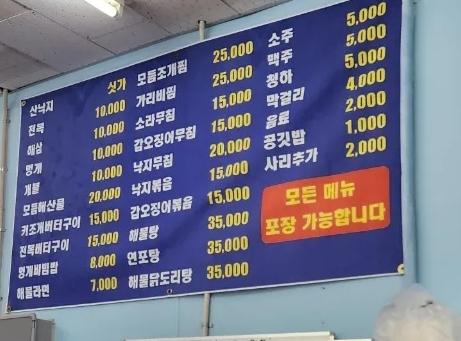 산낙지 싯가
전복 10,000
해삼 10,000
멍게 10,000
개불 10,000
모듬해산물 20,000
키조개버터구이 15,000
전복버터구이 15,000
멍게비빔밥 8,000
해물라면 7,000
모듬조개찜 25,000
가리비찜 25,000
소라무침 15,000
갑오징어무침 15,000
낙지무침 20,000
낙지볶음 15,000
갑오징어볶음 15,000
해물탕 35,000
연포탕 35,000
해물닭도리탕 35,000
소주 5,000
맥주 5,000
청하 5,000
막걸리 4,000
음료 2,000
공깃밥 1,000
사리추가 2,000
모든 메뉴
포장 가능합니다